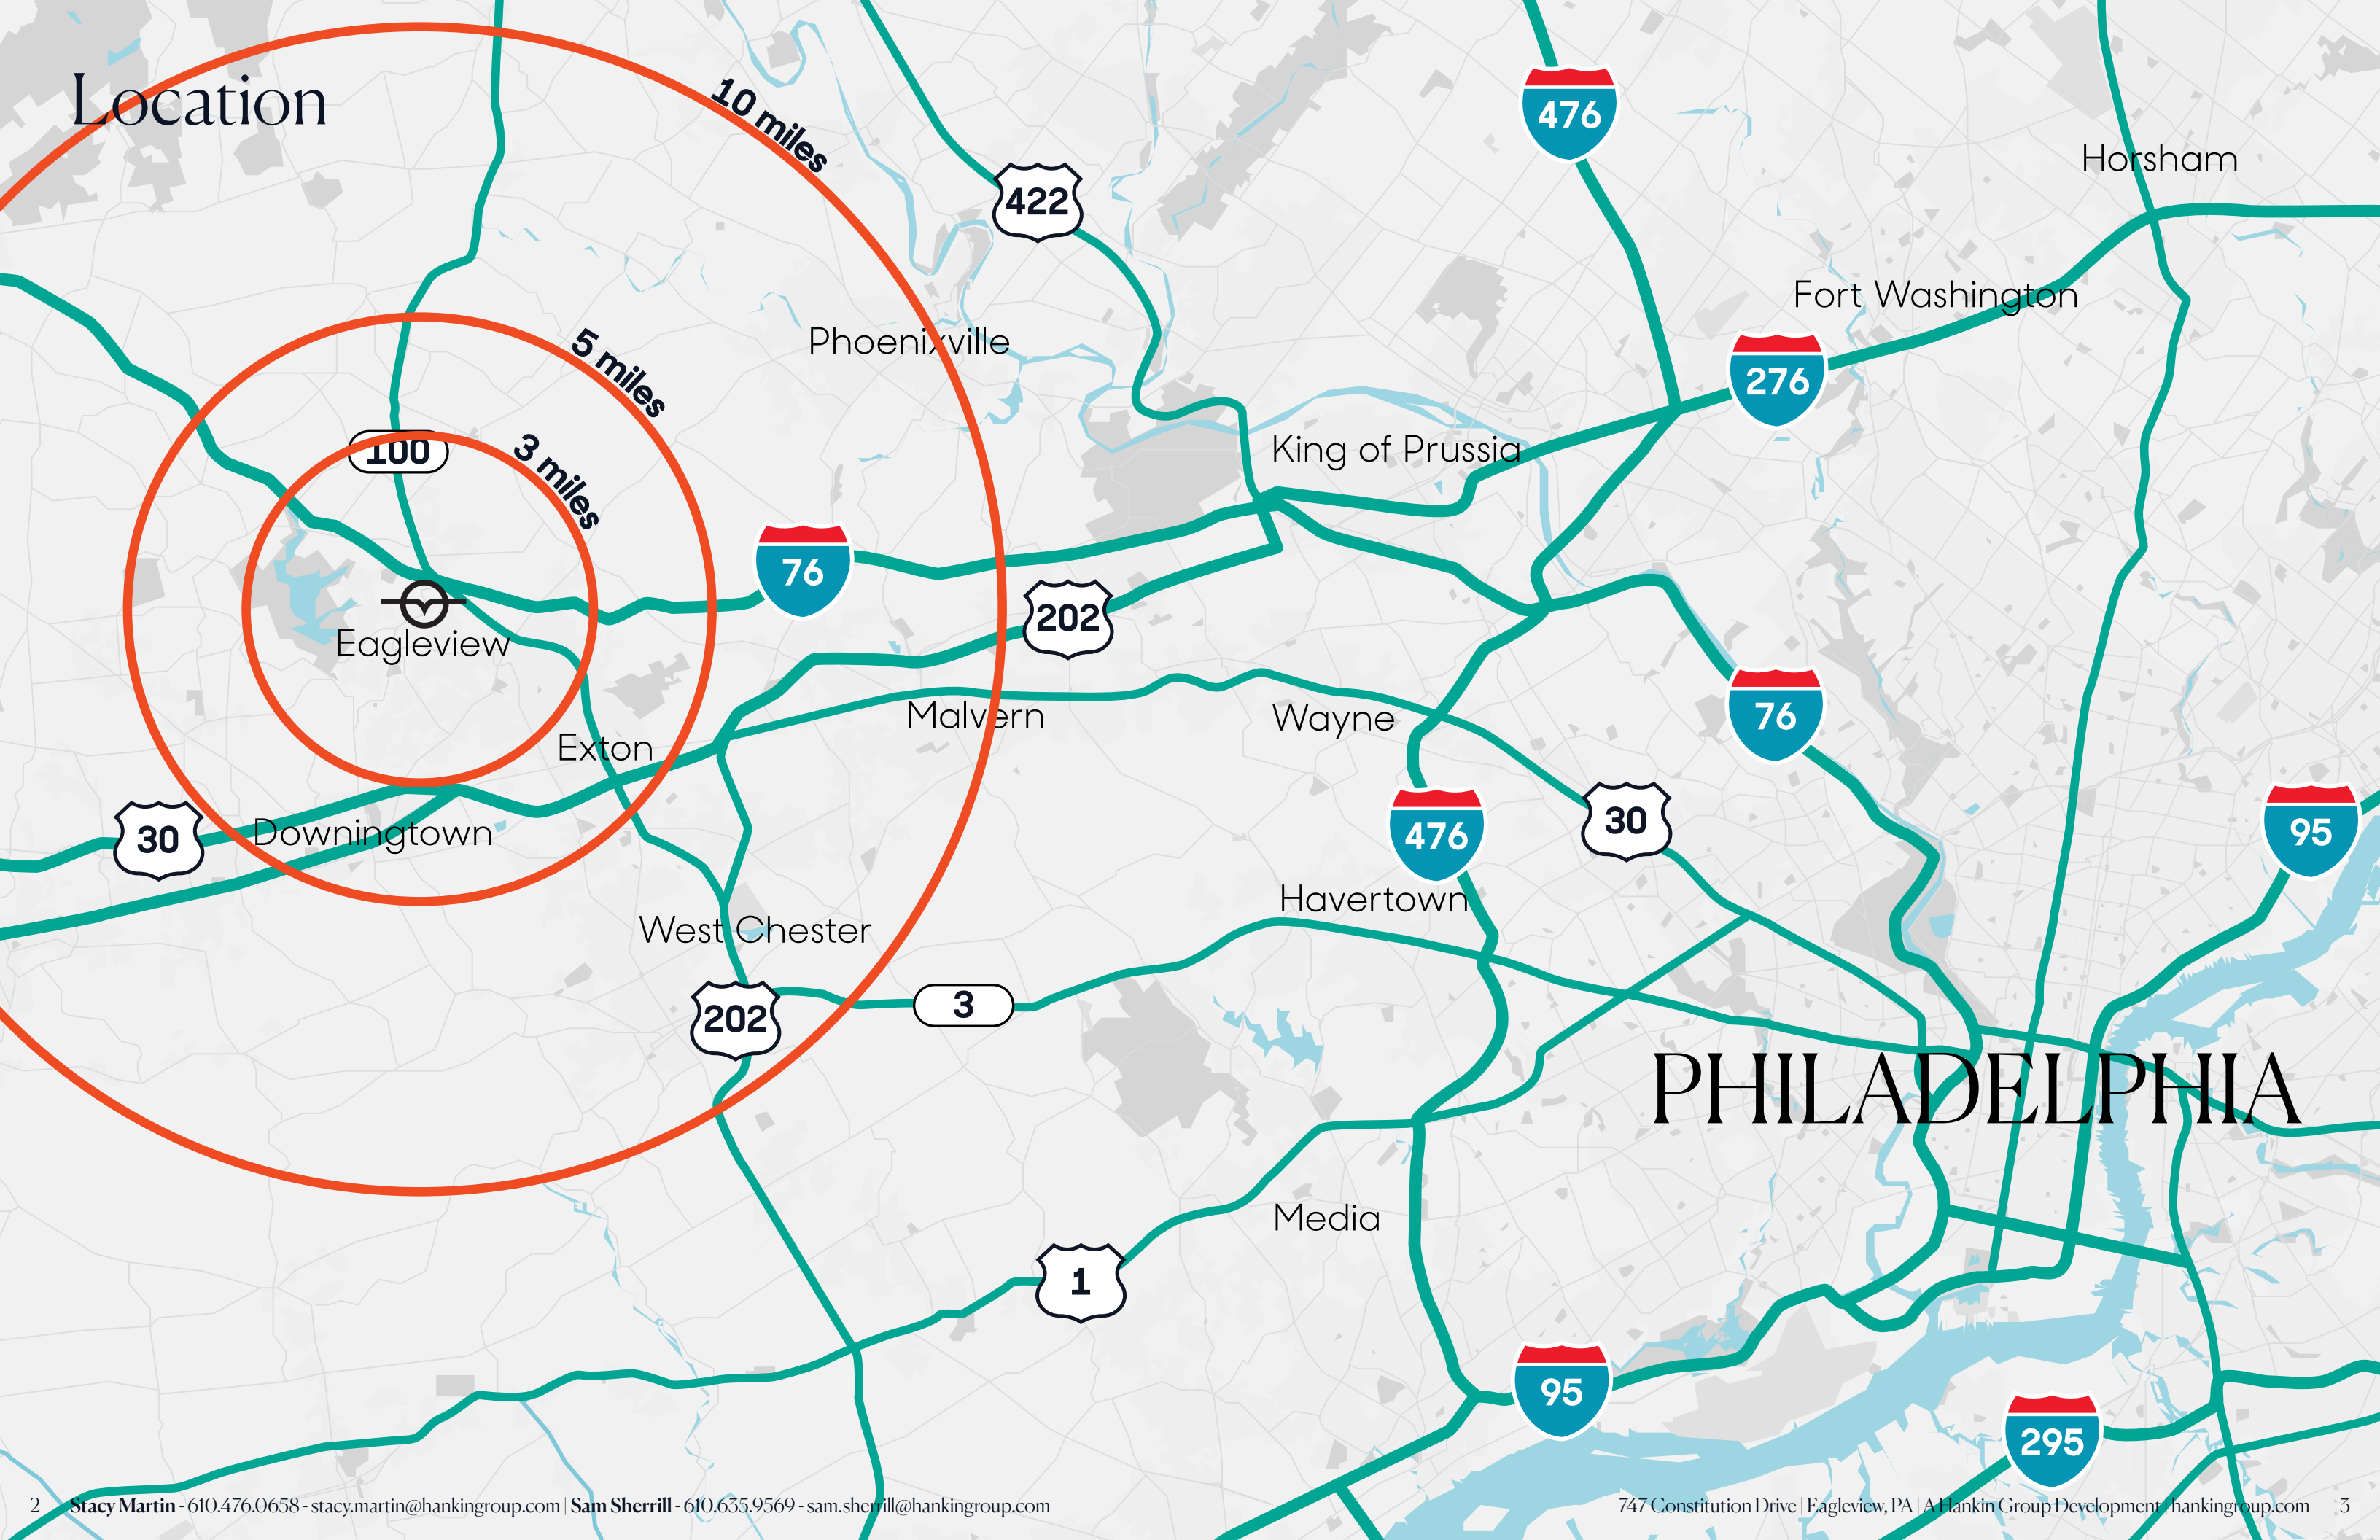 Location
10 miles
476
422
Horsham
5 miles
Fort Washington
Phoenixville
276
100
3 miles
King of Prussia
76
202
Eagleview
Malvern
Wayne
76
Exton
30
Downingtown
476
30
95
Havertown
West Chester
202
3
PHILADELPHIA
Media
1
95
295
2 Stacy Martin - 610.476.0658 - stacy.martin@hankingroup.com | Sam Sherrill - 610.635.9569 - sam.sherrill@hankingroup.com
747 Constitution Drive | Eagleview, PA | A Hankin Group Development | hankingroup.com 3